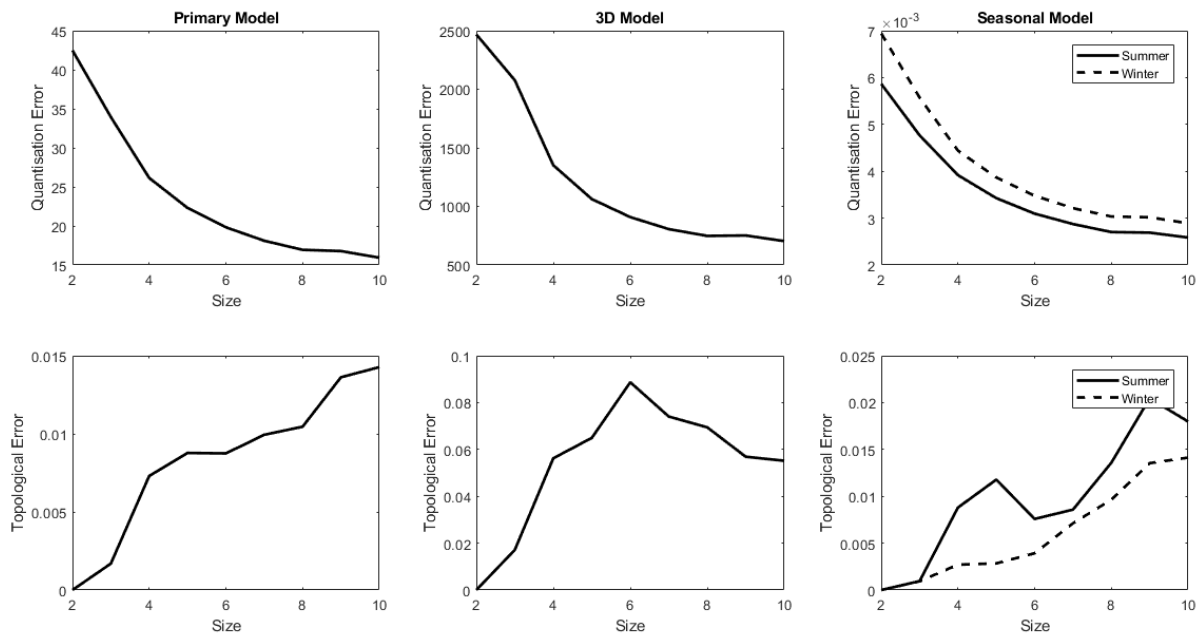 Primary Model
45
40
35
30
25
20
15
Quantisation Error
2 4 6 8 10
Size
3D Model
2500
2000
1500
1000
500
Quantisation Error
2 4 6 8 10
Size
Seasonal Model
×10⁻³
7
6
5
4
3
2
Quantisation Error
Summer
Winter
2 4 6 8 10
Size
0.015
0.01
0.005
0
Topological Error
2 4 6 8 10
Size
0.1
0.08
0.06
0.04
0.02
0
Topological Error
2 4 6 8 10
Size
0.025
0.02
0.015
0.01
0.005
0
Topological Error
Summer
Winter
2 4 6 8 10
Size